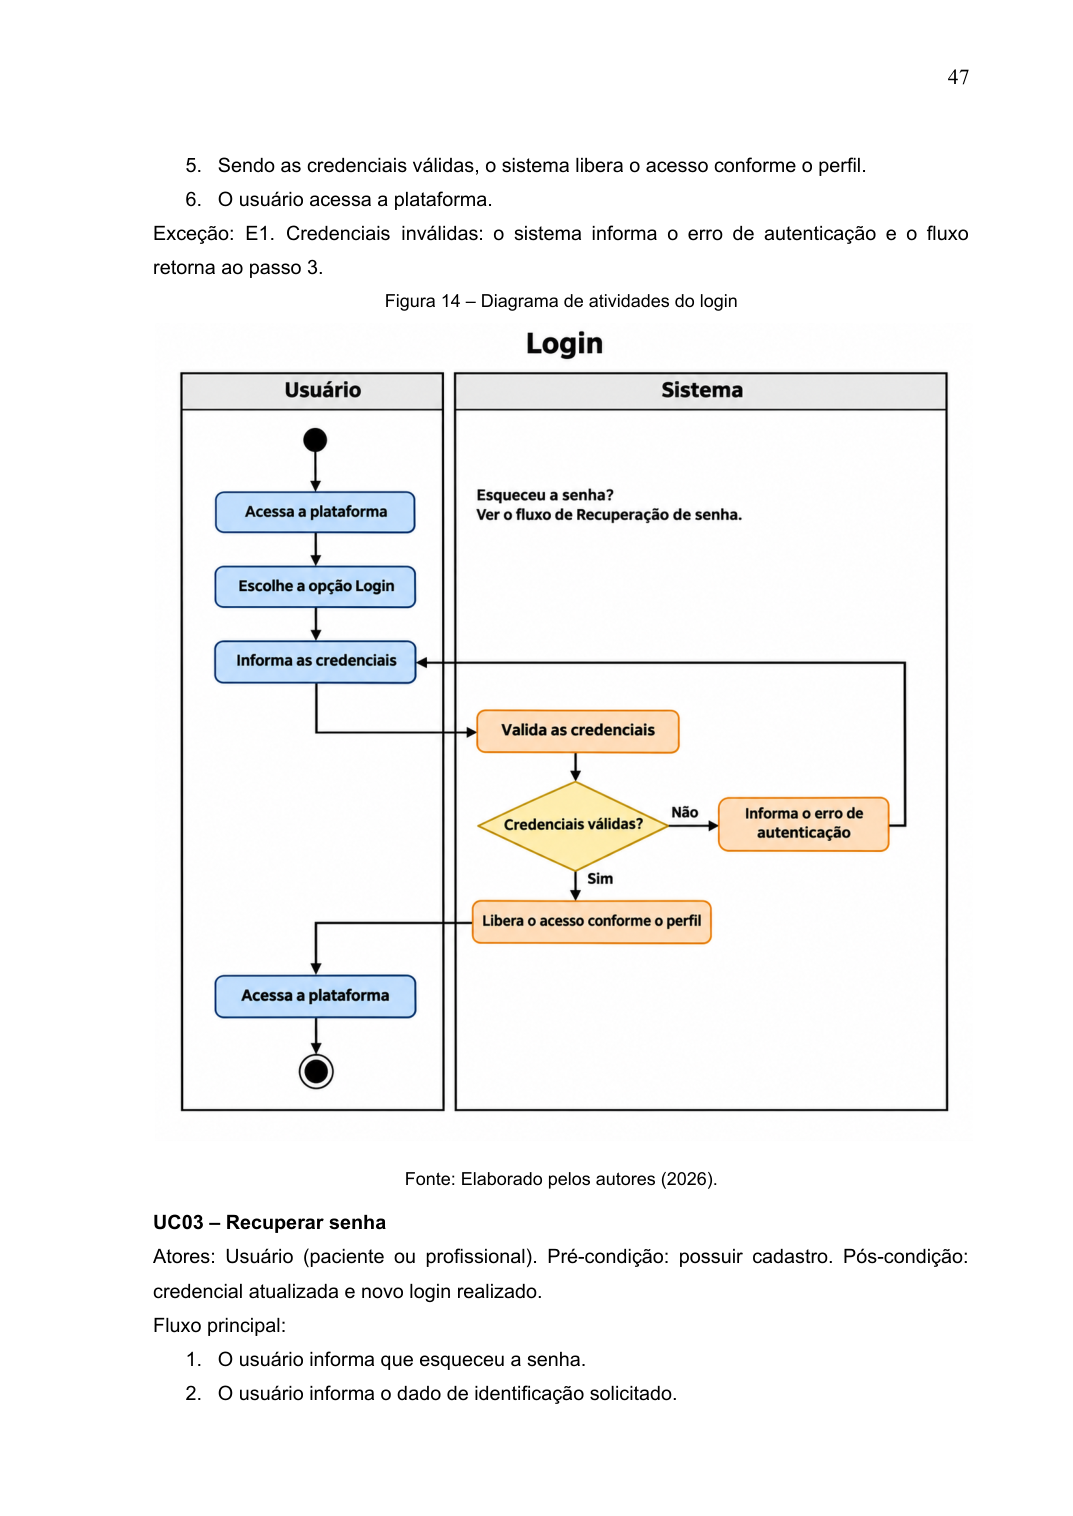 47
5. Sendo as credenciais válidas, o sistema libera o acesso conforme o perfil.
6. O usuário acessa a plataforma.
Exceção: E1. Credenciais inválidas: o sistema informa o erro de autenticação e o fluxo
retorna ao passo 3.
Figura 14 – Diagrama de atividades do login
Login
Usuário
Sistema
Esqueceu a senha?
Ver o fluxo de Recuperação de senha.
Acessa a plataforma
Escolhe a opção Login
Informa as credenciais
Valida as credenciais
Credenciais válidas?
Não
Informa o erro de
autenticação
Sim
Libera o acesso conforme o perfil
Acessa a plataforma
Fonte: Elaborado pelos autores (2026).
UC03 – Recuperar senha
Atores: Usuário (paciente ou profissional). Pré-condição: possuir cadastro. Pós-condição:
credencial atualizada e novo login realizado.
Fluxo principal:
1. O usuário informa que esqueceu a senha.
2. O usuário informa o dado de identificação solicitado.